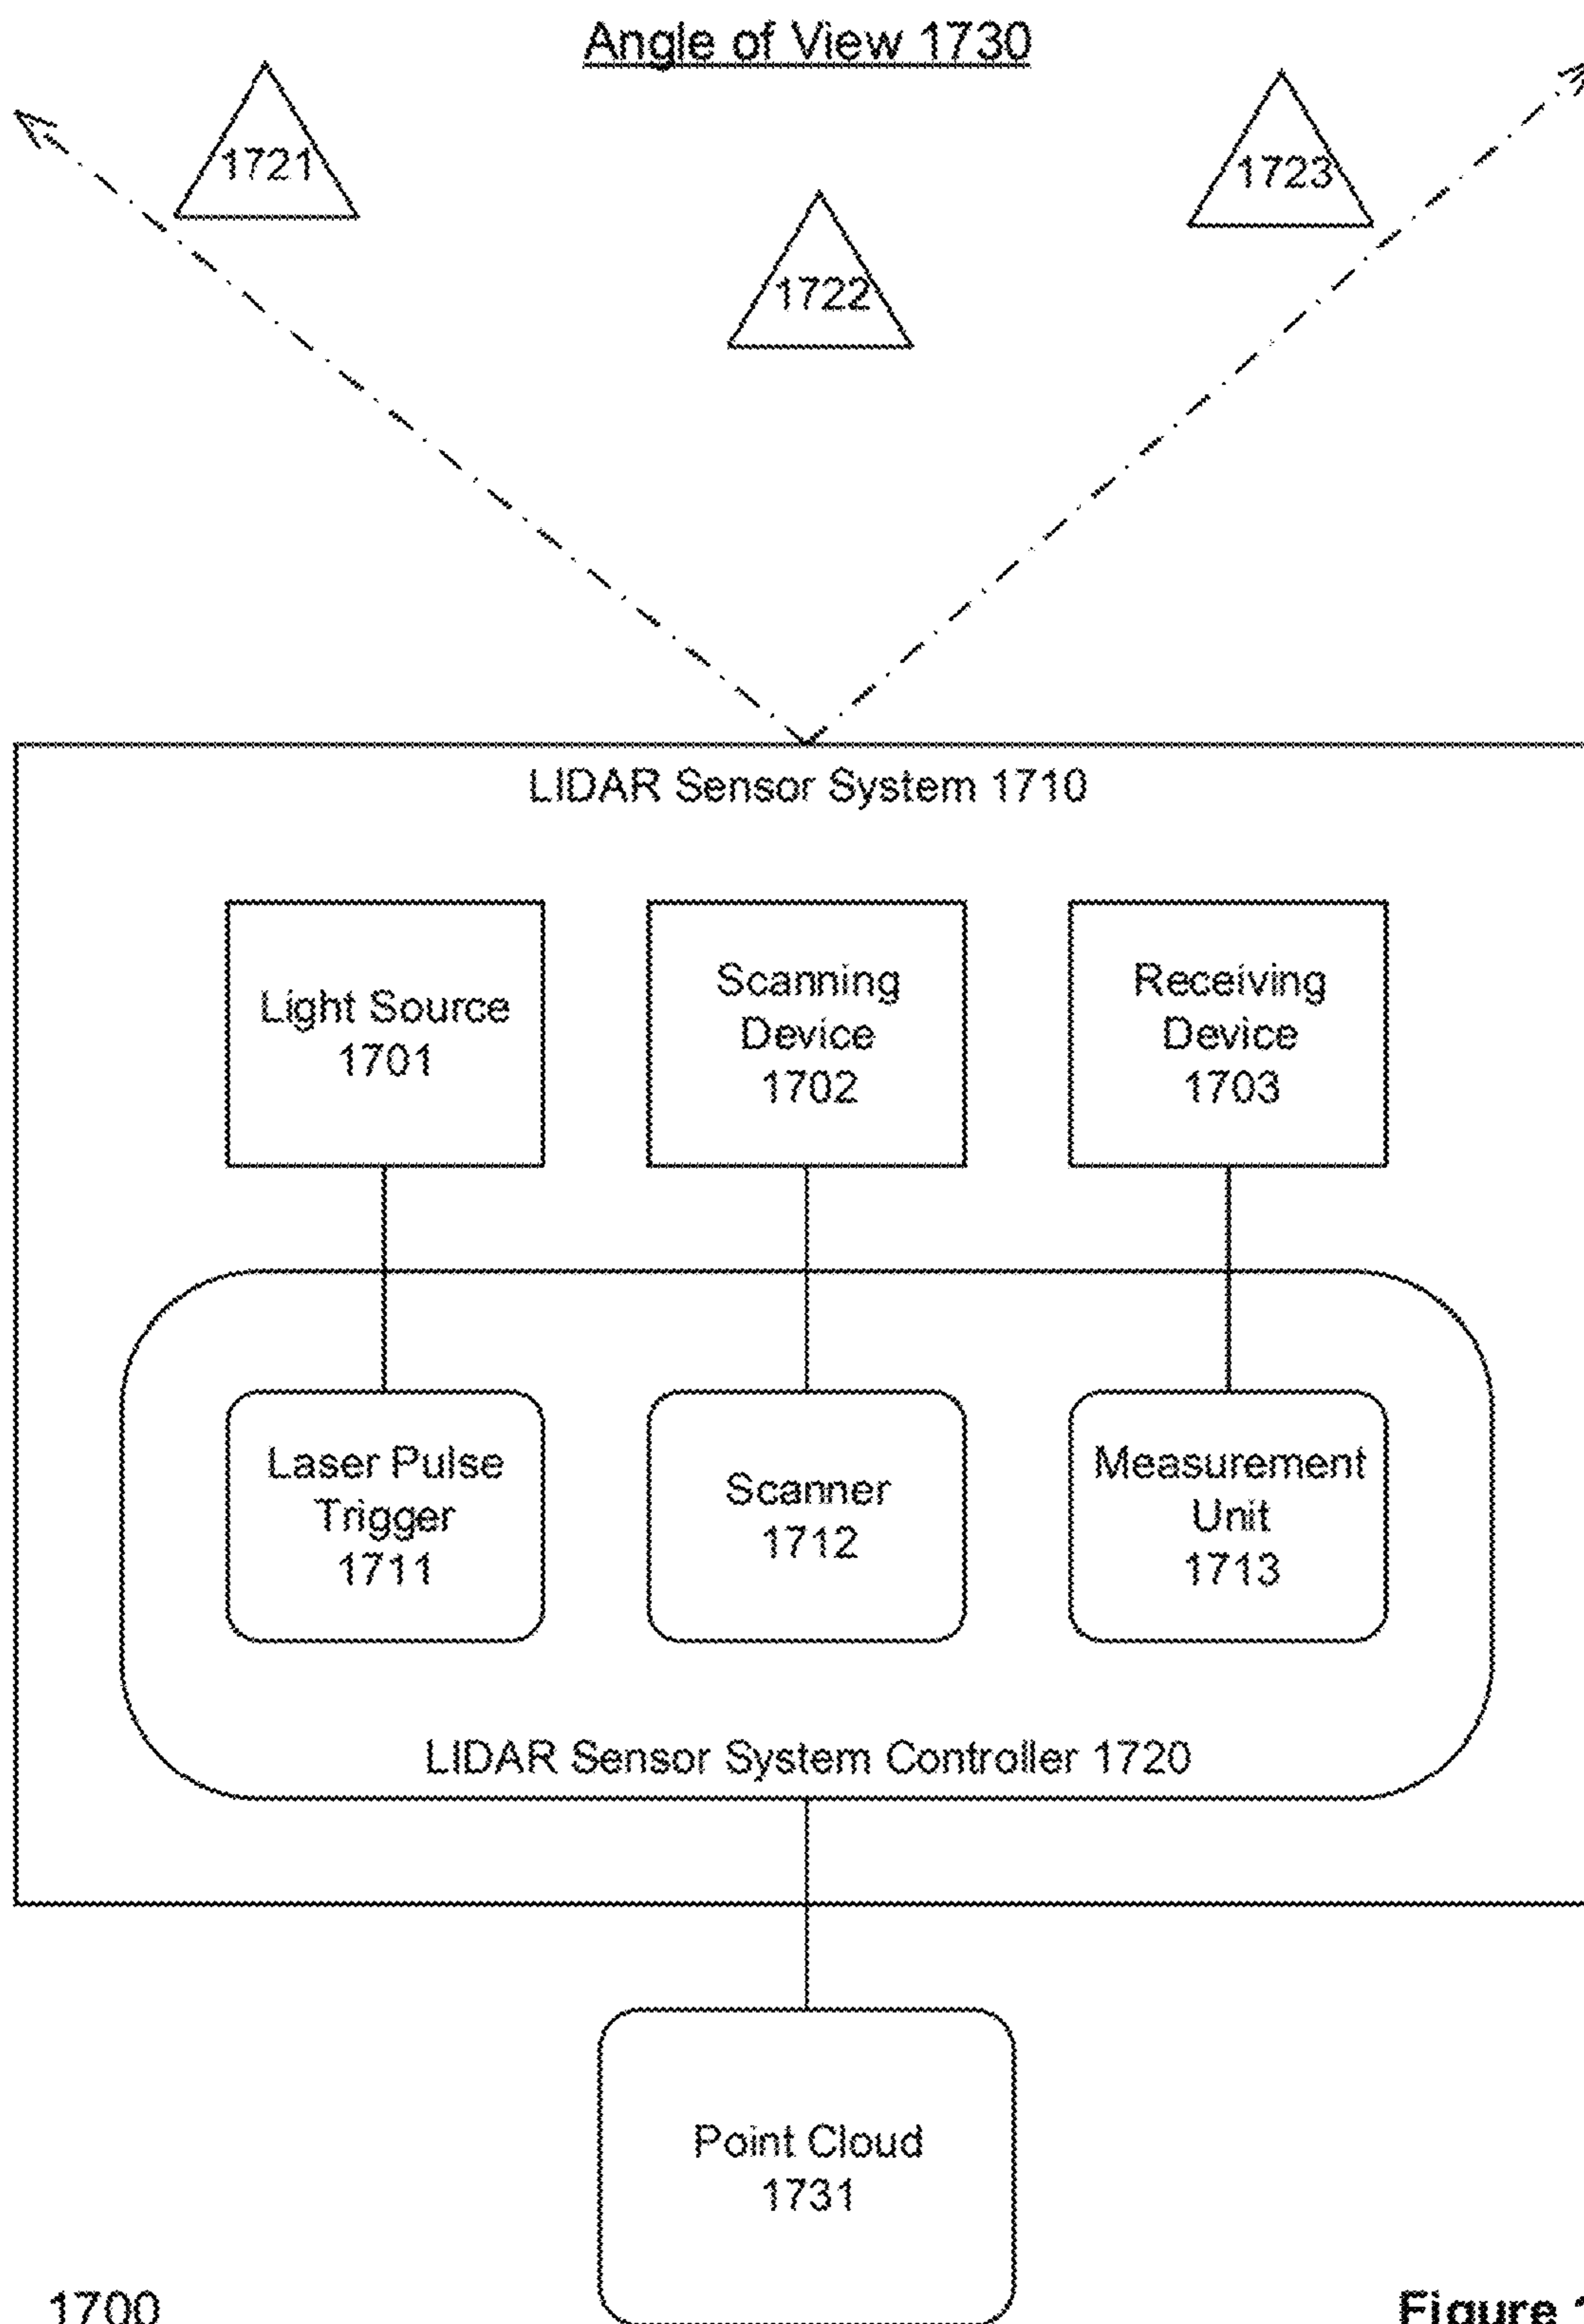 Angle of View 1730
1721
1723
1722
LIDAR Sensor System 1710
Light Source
1701
Scanning
Device
1702
Receiving
Device
1703
Laser Pulse
Trigger
1711
Scanner
1712
Measurement
Unit
1713
LIDAR Sensor System Controller 1720
Point Cloud
1731
1700
Figure